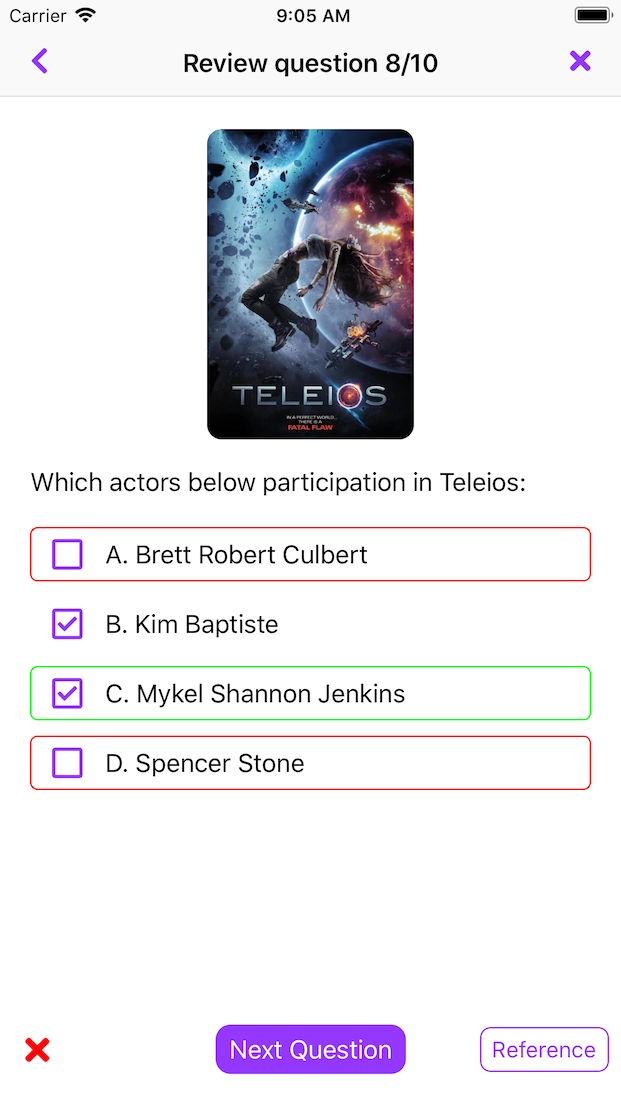 Carrier 9:05 AM
Review question 8/10
TELEIOS
IN A PERFECT WORLD...
THERE IS A
FATAL FLAW
Which actors below participation in Teleios:
A. Brett Robert Culbert
B. Kim Baptiste
C. Mykel Shannon Jenkins
D. Spencer Stone
Next Question
Reference